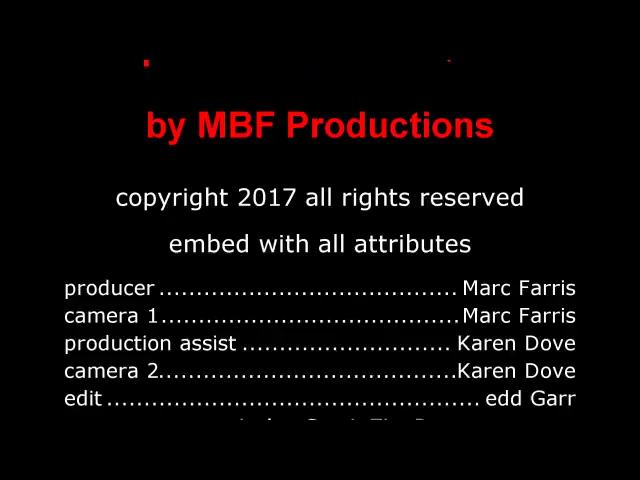 by MBF Productions
copyright 2017 all rights reserved
embed with all attributes
producer ........................................ Marc Farris
camera 1 ........................................ Marc Farris
production assist ............................ Karen Dove
camera 2 ........................................ Karen Dove
edit .................................................. edd Garr